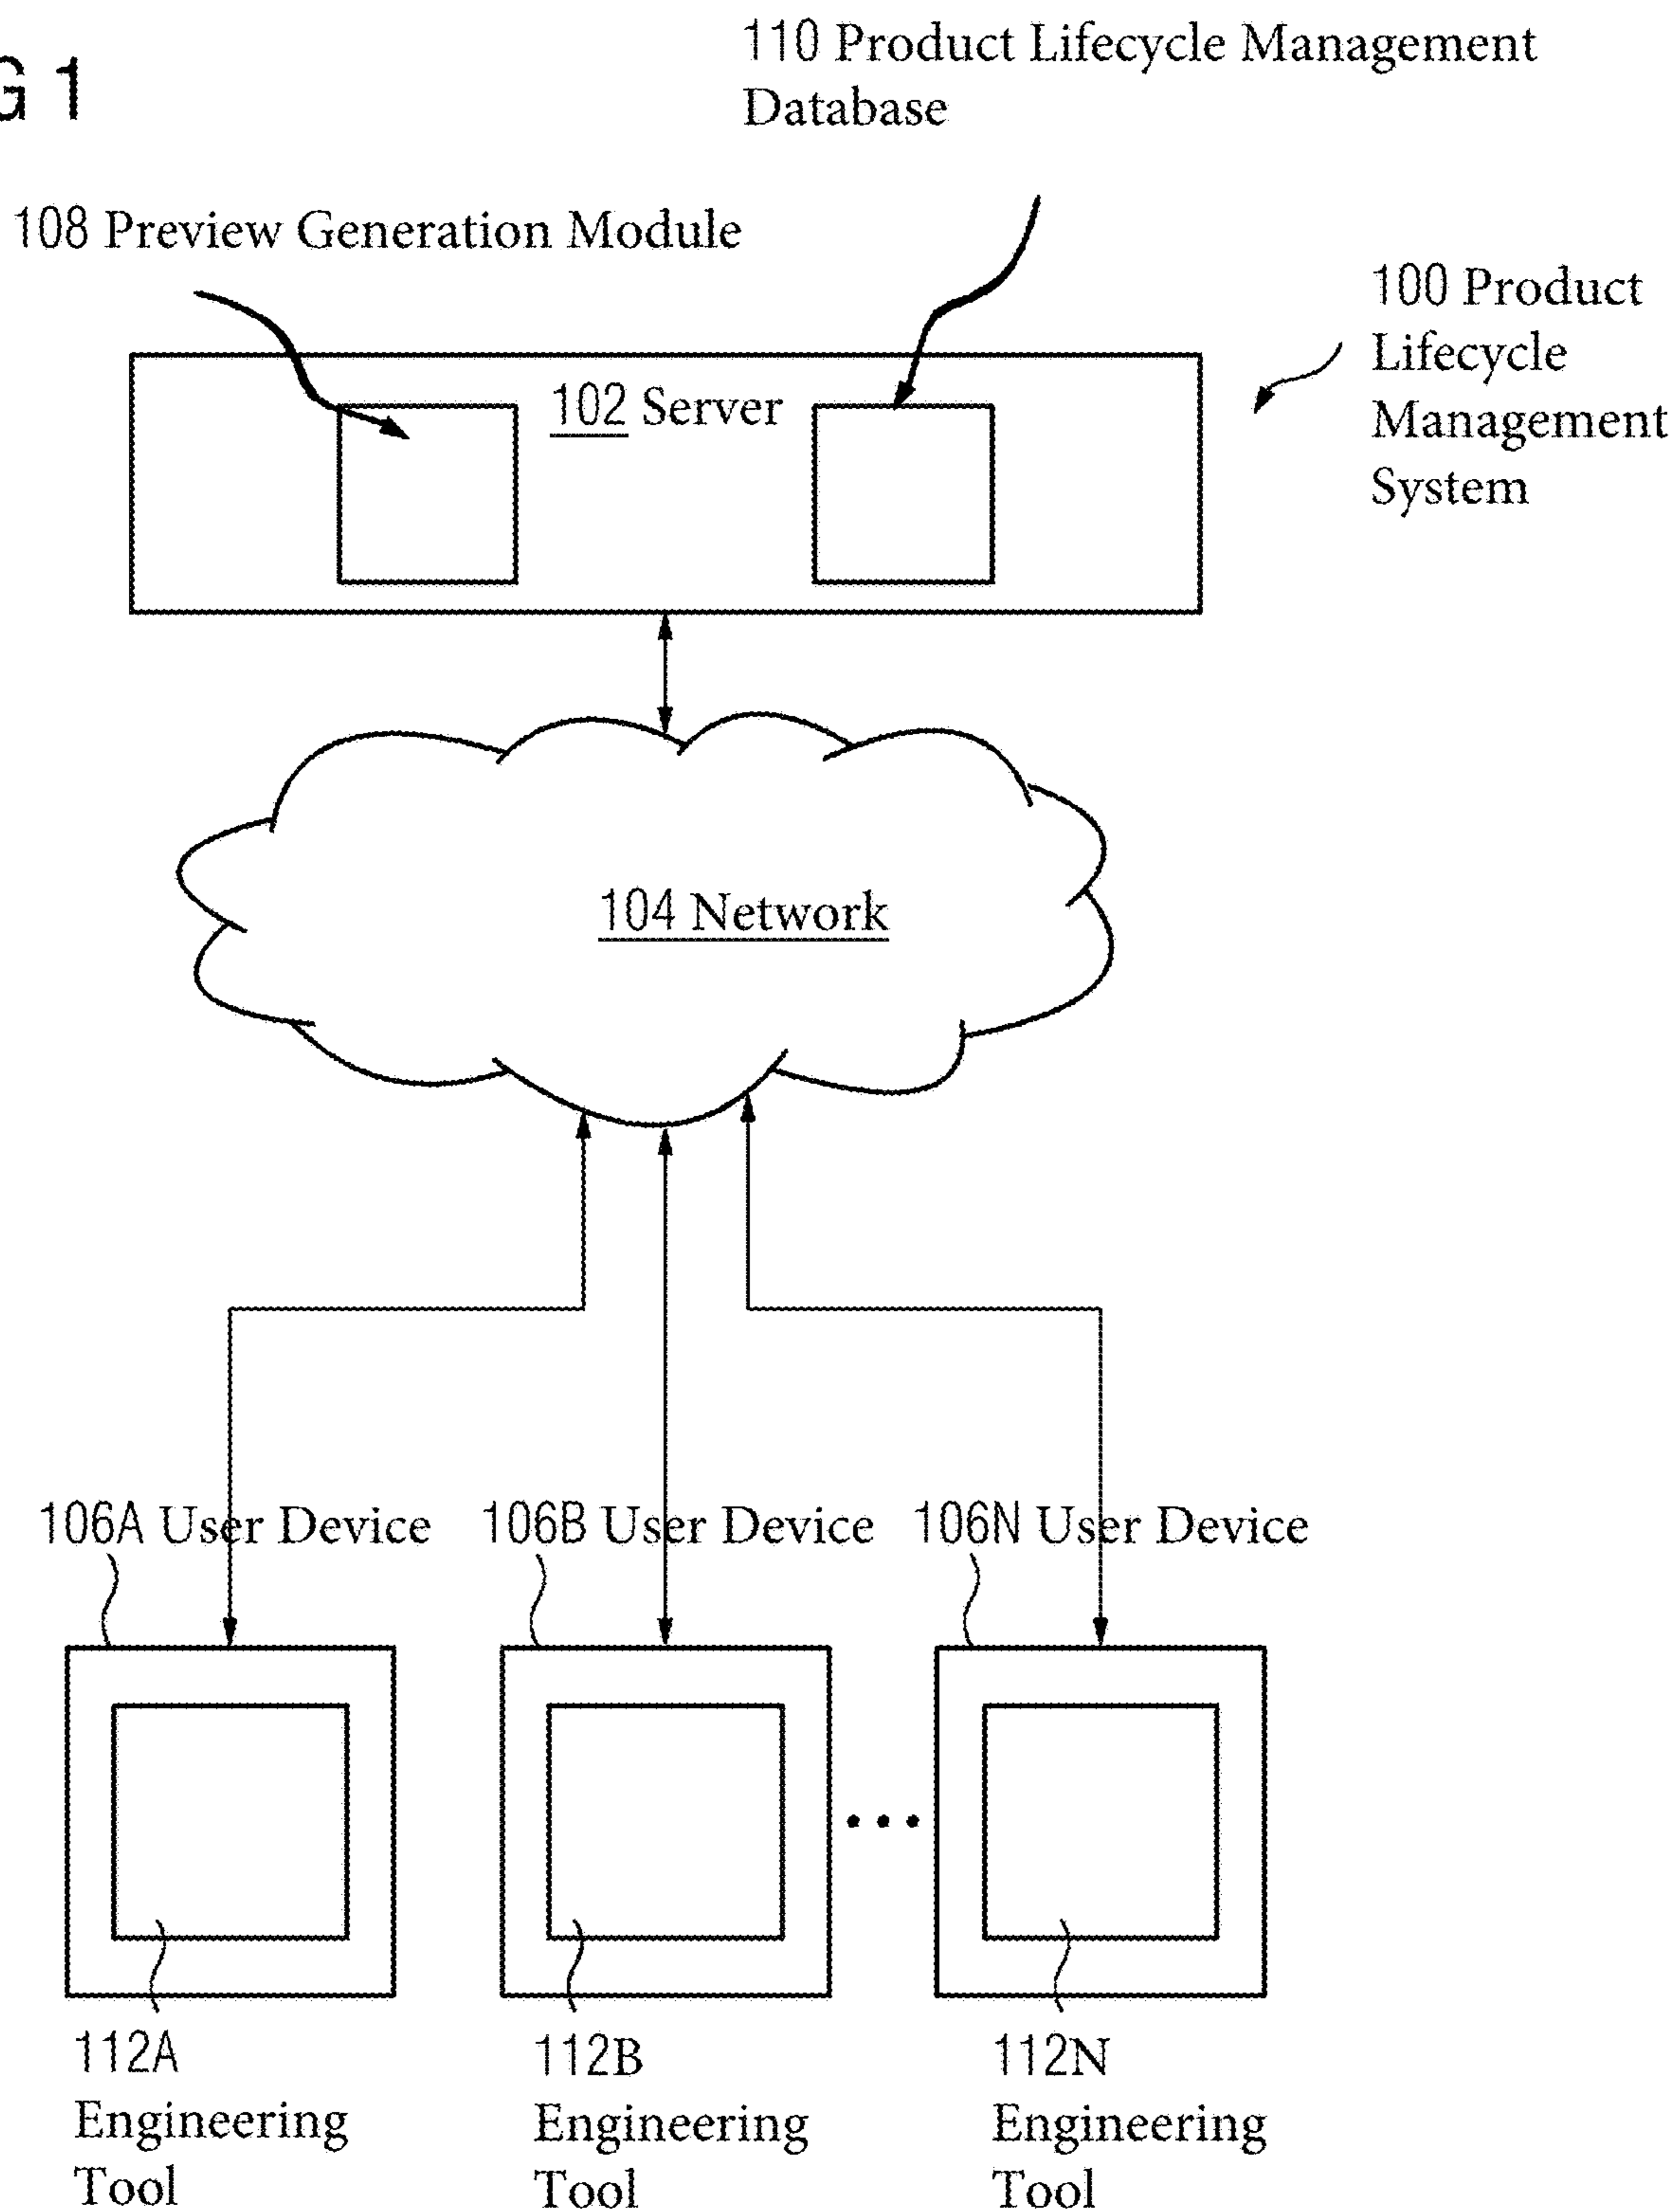 G 1
110 Product Lifecycle Management
Database
108 Preview Generation Module
100 Product
Lifecycle
Management
System
102 Server
104 Network
106A User Device
106B User Device
106N User Device
112A
Engineering
Tool
112B
Engineering
Tool
112N
Engineering
Tool